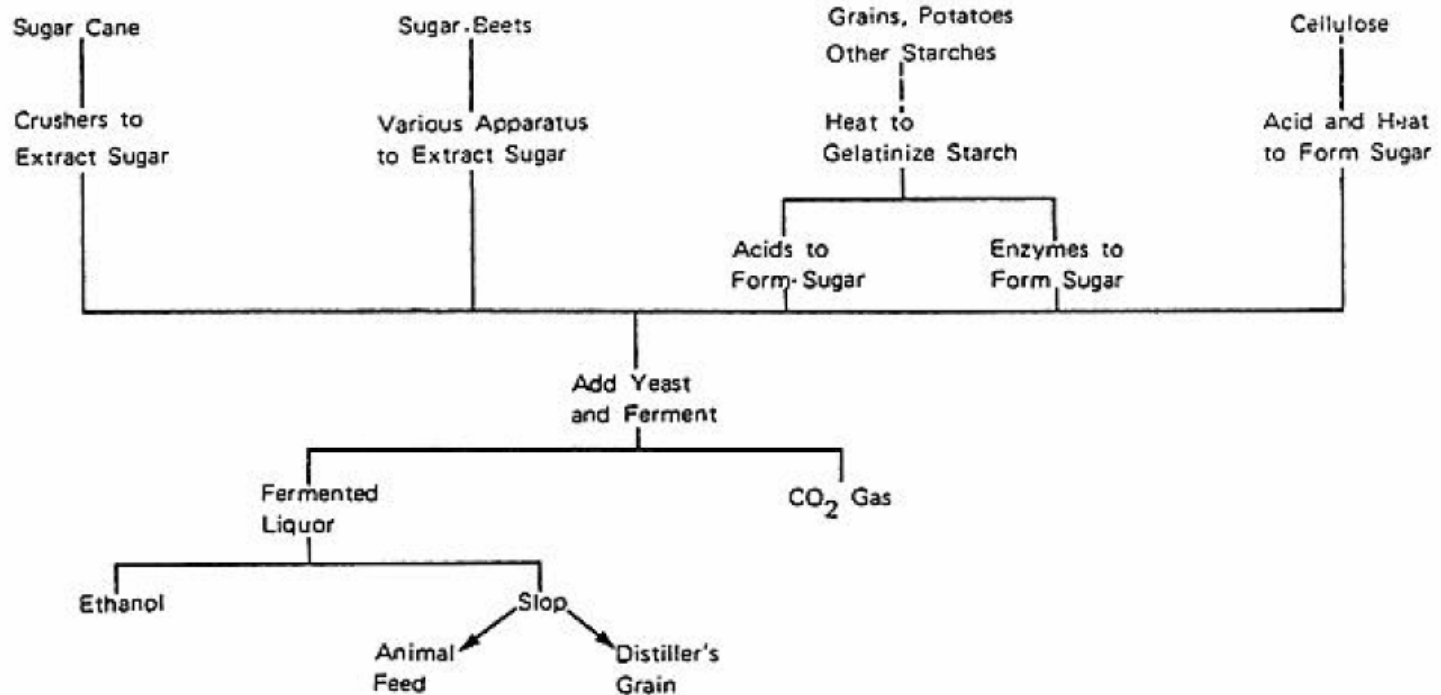 Sugar Cane
Crushers to
Extract Sugar
Sugar Beets
Various Apparatus
to Extract Sugar
Grains, Potatoes
Other Starches
Heat to
Gelatinize Starch
Acids to
Form Sugar
Enzymes to
Form Sugar
Cellulose
Acid and Heat
to Form Sugar
Add Yeast
and Ferment
Fermented
Liquor
CO2 Gas
Ethanol
Slop
Animal
Feed
Distiller's
Grain